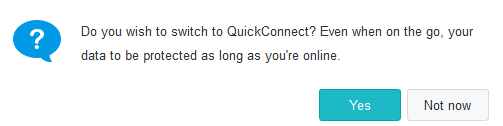 Do you wish to switch to QuickConnect? Even when on the go, your
data to be protected as long as you're online.
Yes
Not now